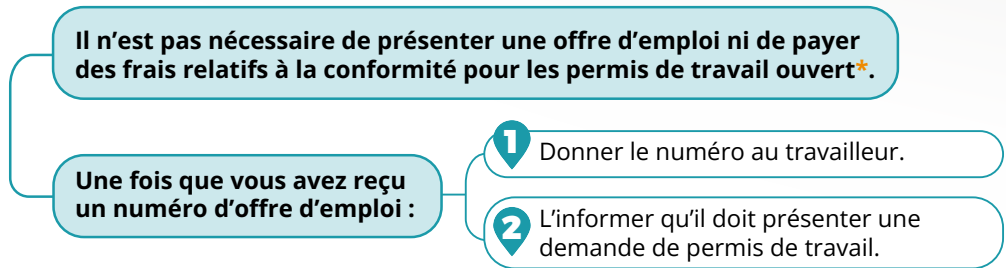 Il n’est pas nécessaire de présenter une offre d’emploi ni de payer
des frais relatifs à la conformité pour les permis de travail ouvert*.
Une fois que vous avez reçu
un numéro d’offre d’emploi :
1 Donner le numéro au travailleur.
2 L’informer qu’il doit présenter une
demande de permis de travail.